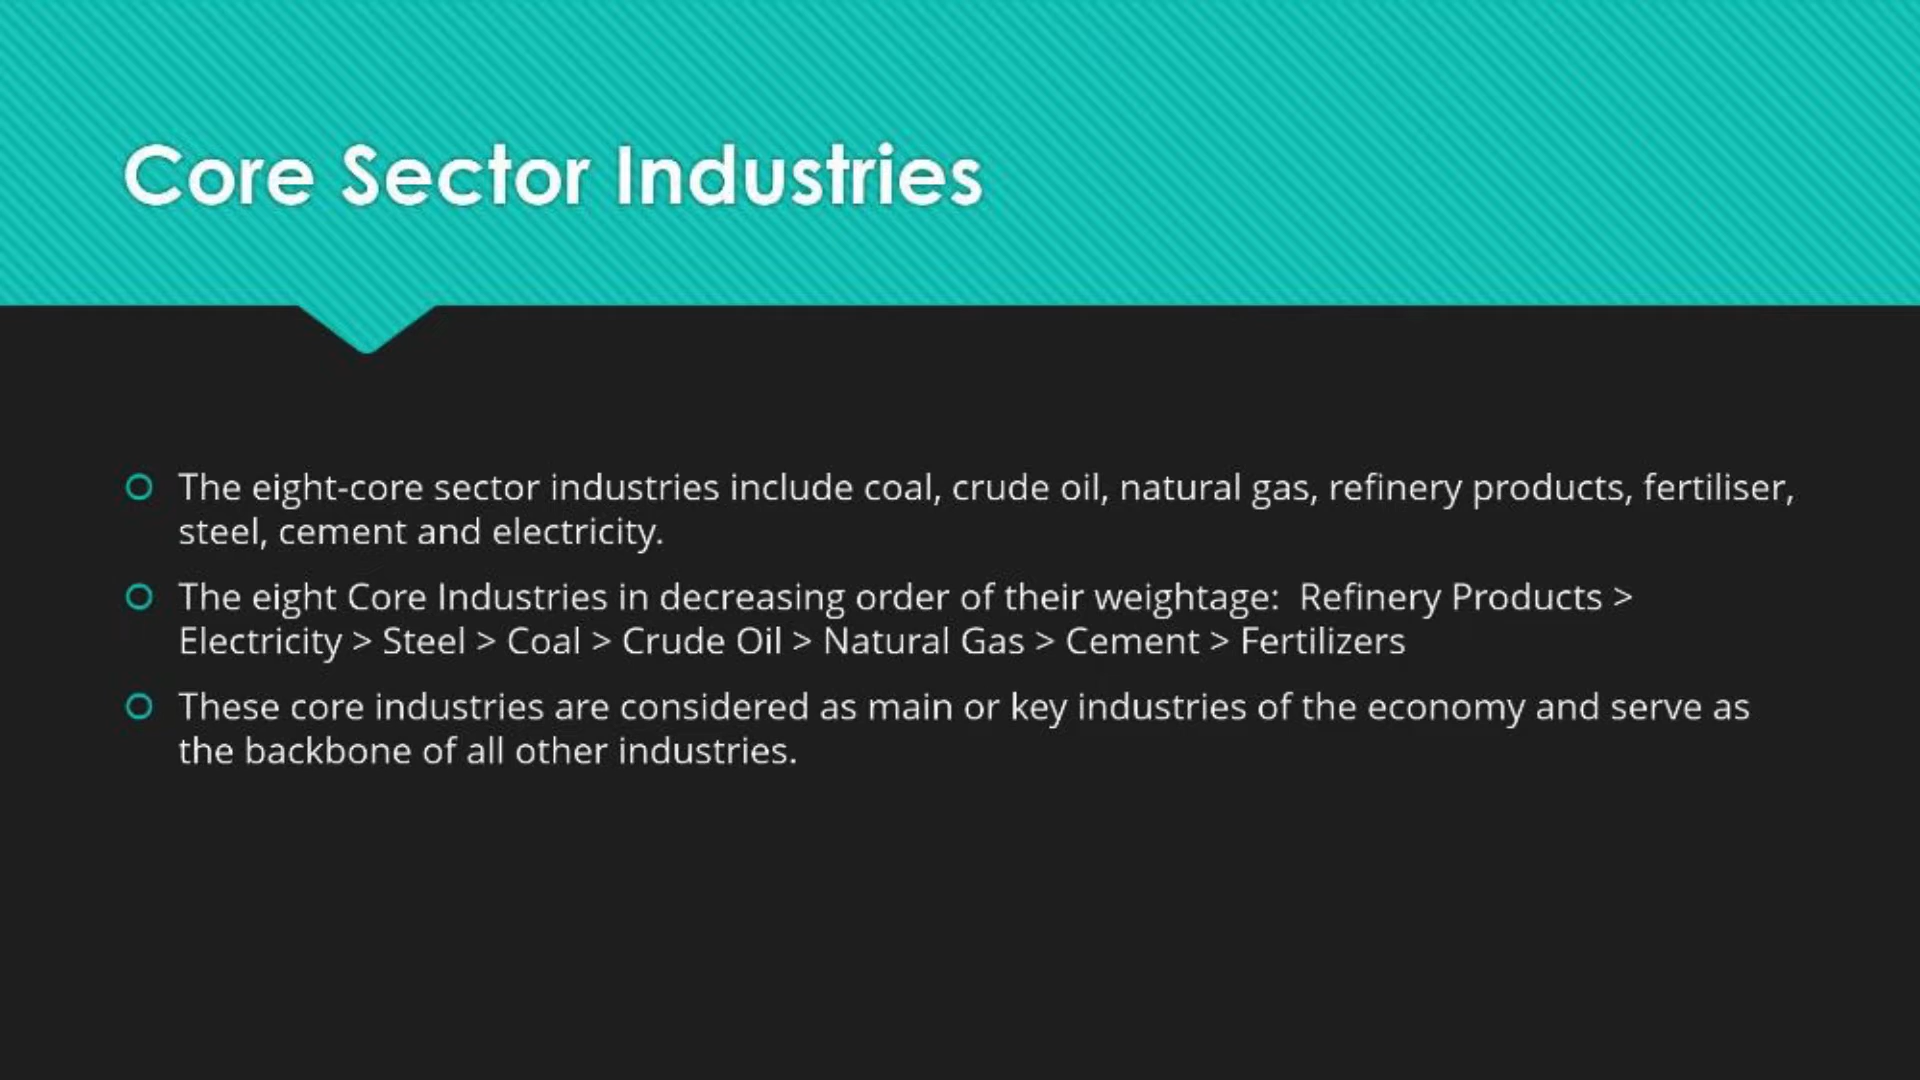 Core Sector Industries
The eight-core sector industries include coal, crude oil, natural gas, refinery products, fertiliser,
steel, cement and electricity.
The eight Core Industries in decreasing order of their weightage:  Refinery Products >
Electricity > Steel > Coal > Crude Oil > Natural Gas > Cement > Fertilizers
These core industries are considered as main or key industries of the economy and serve as
the backbone of all other industries.